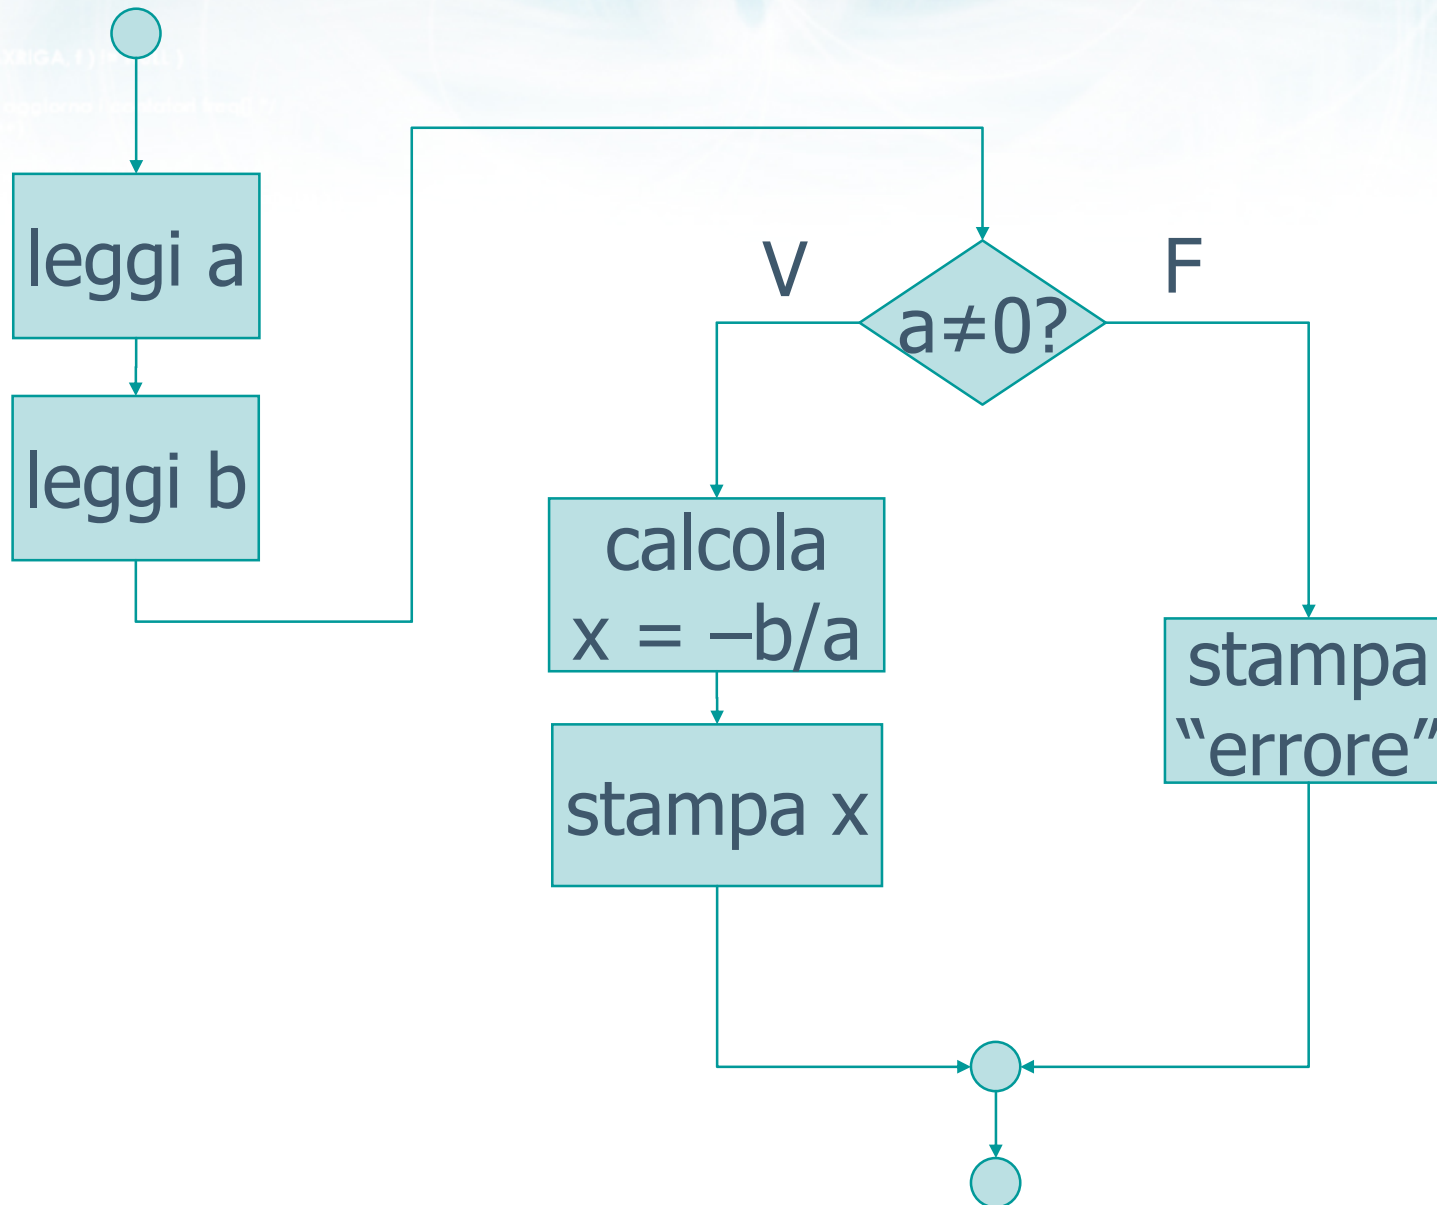 leggi a
leggi b
V
F
a≠0?
calcola
x = –b/a
stampa x
stampa
“errore”